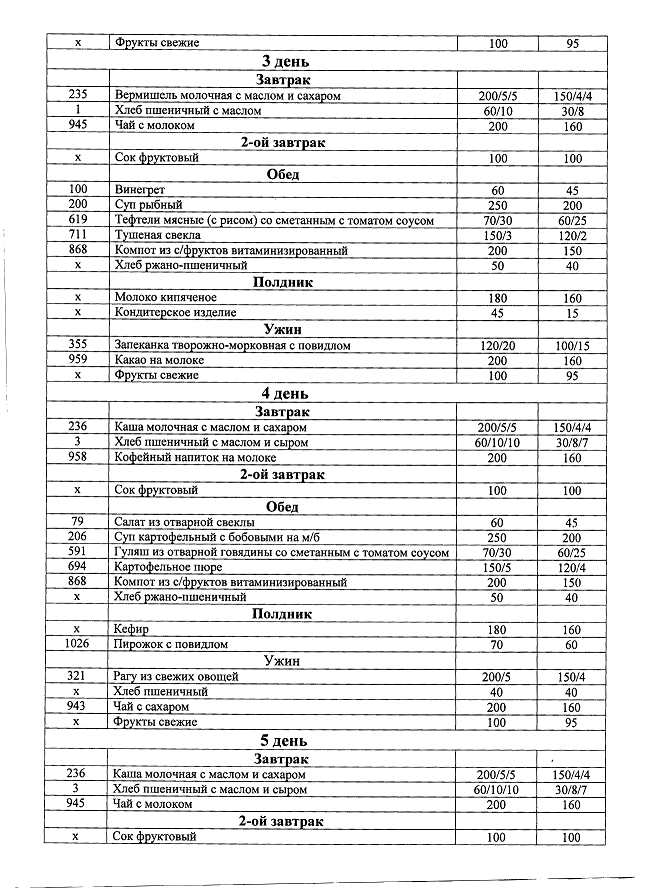 х Фрукты свежие 100 95
3 день
Завтрак
235 Вермишель молочная с маслом и сахаром 200/5/5 150/4/4
1 Хлеб пшеничный с маслом 60/10 30/8
945 Чай с молоком 200 160
2-ой завтрак
х Сок фруктовый 100 100
Обед
100 Винегрет 60 45
200 Суп рыбный 250 200
619 Тефтели мясные (с рисом) со сметанным с томатом соусом 70/30 60/25
711 Тушеная свекла 150/3 120/2
868 Компот из с/фруктов витаминизированный 200 150
х Хлеб ржано-пшеничный 50 40
Полдник
х Молоко кипяченое 180 160
х Кондитерское изделие 45 15
Ужин
355 Запеканка творожно-морковная с повидлом 120/20 100/15
959 Какао на молоке 200 160
х Фрукты свежие 100 95
4 день
Завтрак
236 Каша молочная с маслом и сахаром 200/5/5 150/4/4
3 Хлеб пшеничный с маслом и сыром 60/10/10 30/8/7
958 Кофейный напиток на молоке 200 160
2-ой завтрак
х Сок фруктовый 100 100
Обед
79 Салат из отварной свеклы 60 45
206 Суп картофельный с бобовыми на м/б 250 200
591 Гуляш из отварной говядины со сметанным с томатом соусом 70/30 60/25
694 Картофельное пюре 150/5 120/4
868 Компот из с/фруктов витаминизированный 200 150
х Хлеб ржано-пшеничный 50 40
Полдник
х Кефир 180 160
1026 Пирожок с повидлом 70 60
Ужин
321 Рагу из свежих овощей 200/5 150/4
х Хлеб пшеничный 40 40
943 Чай с сахаром 200 160
х Фрукты свежие 100 95
5 день
Завтрак
236 Каша молочная с маслом и сахаром 200/5/5 150/4/4
3 Хлеб пшеничный с маслом и сыром 60/10/10 30/8/7
945 Чай с молоком 200 160
2-ой завтрак
х Сок фруктовый 100 100